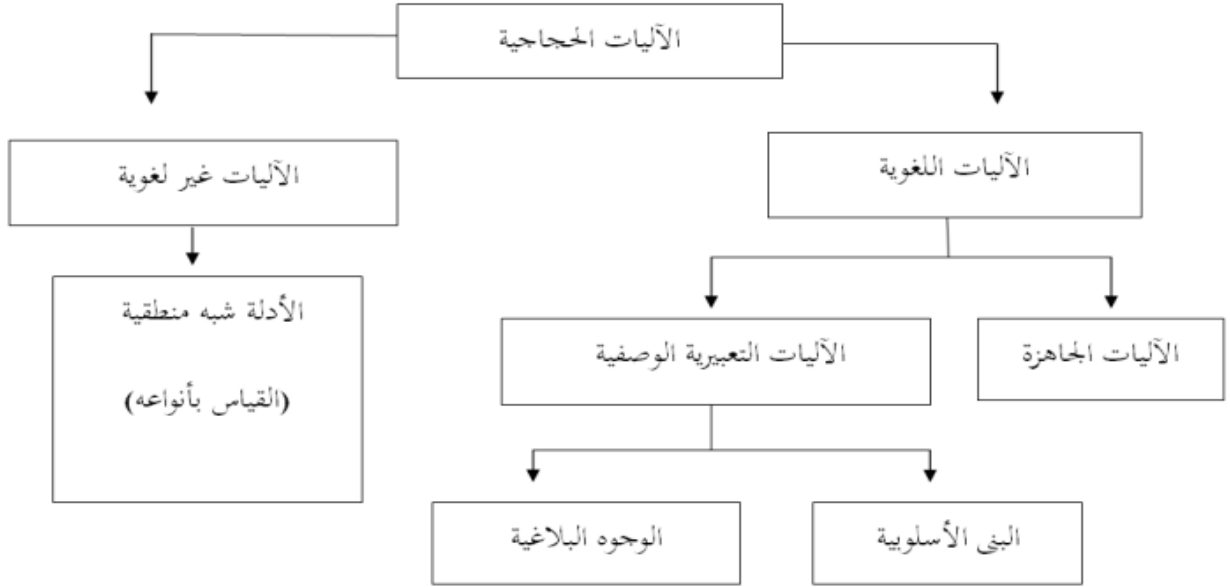 الآليات الحجاجية
الآليات اللغوية
الآليات غير لغوية
الأدلة شبه منطقية
(القياس بأنواعه)
الآليات الجاهزة
الآليات التعبيرية الوصفية
البنى الأسلوبية
الوجوه البلاغية